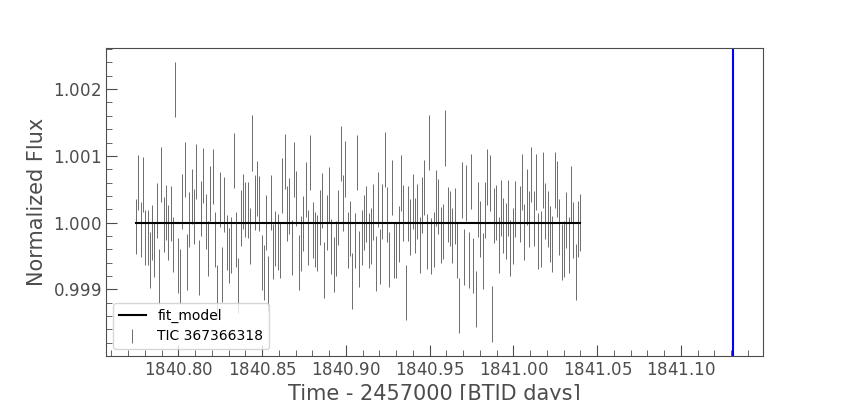 Normalized Flux
1.002
1.001
1.000
0.999
fit_model
TIC 367366318
1840.80 1840.85 1840.90 1840.95 1841.00 1841.05 1841.10
Time - 2457000 [BTJD days]